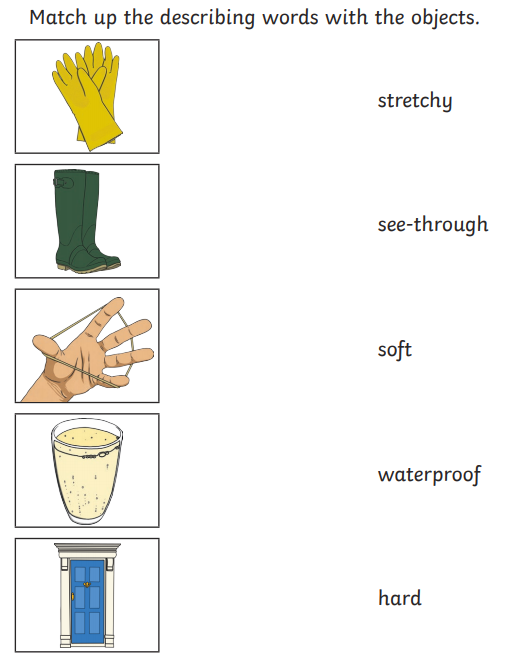 Match up the describing words with the objects.
stretchy
see-through
soft
waterproof
hard